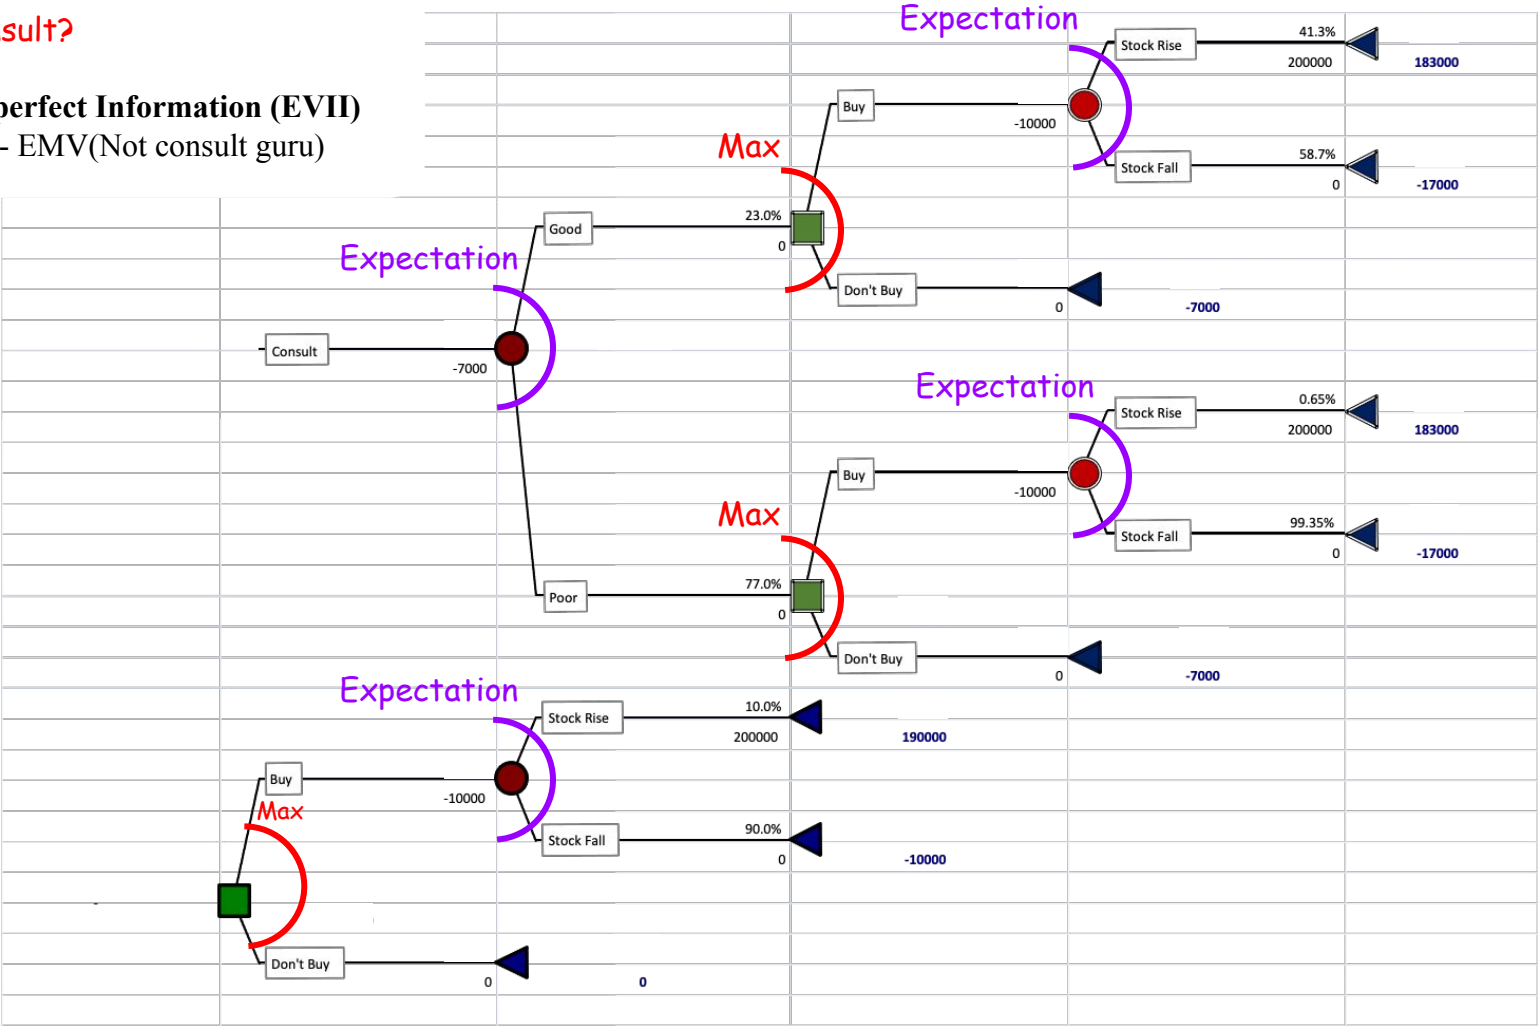 sult?
perfect Information (EVII)
- EMV(Not consult guru)
Expectation
Stock Rise
41.3%
200000
183000
Buy
-10000
Stock Fall
58.7%
0
-17000
Max
Good
23.0%
0
Don't Buy
0
-7000
Expectation
Consult
-7000
Expectation
Stock Rise
0.65%
200000
183000
Buy
-10000
Stock Fall
99.35%
0
-17000
Max
Poor
77.0%
0
Don't Buy
0
-7000
Expectation
Stock Rise
10.0%
200000
190000
Buy
-10000
Max
Stock Fall
90.0%
0
-10000
Don't Buy
0
0